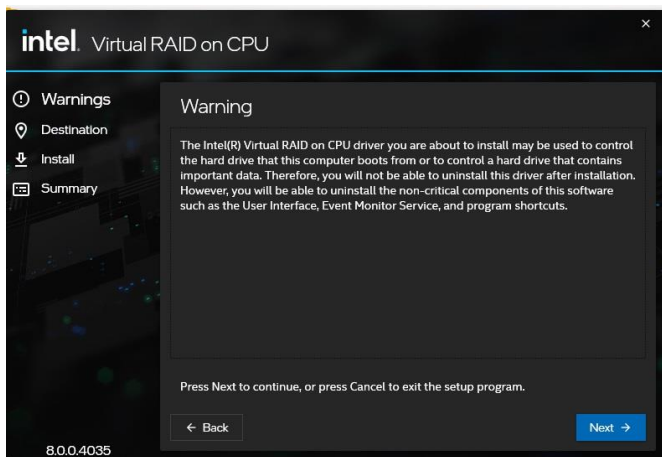 intel. Virtual RAID on CPU
Warnings
Destination
Install
Summary
Warning
The Intel(R) Virtual RAID on CPU driver you are about to install may be used to control
the hard drive that this computer boots from or to control a hard drive that contains
important data. Therefore, you will not be able to uninstall this driver after installation.
However, you will be able to uninstall the non-critical components of this software
such as the User Interface, Event Monitor Service, and program shortcuts.
Press Next to continue, or press Cancel to exit the setup program.
← Back
Next →
8.0.0.4035